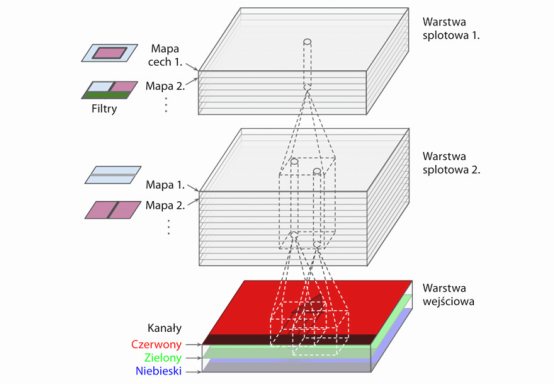 Warstwa
splotowa 1.
Mapa
cech 1.
Mapa 2.
Filtry
Warstwa
splotowa 2.
Mapa 1.
Mapa 2.
Warstwa
wejściowa
Kanały
Czerwony
Zielony
Niebieski